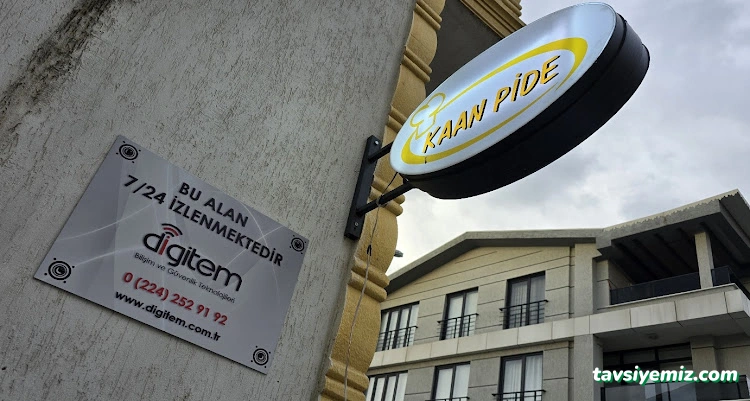 KAAN PİDE
BU ALAN
7/24 İZLENMEKTEDİR
digitem
Bilgim ve Güvenlik Teknolojileri
0 (224) 252 91 92
www.digitem.com.tr
tavsiyemiz.com